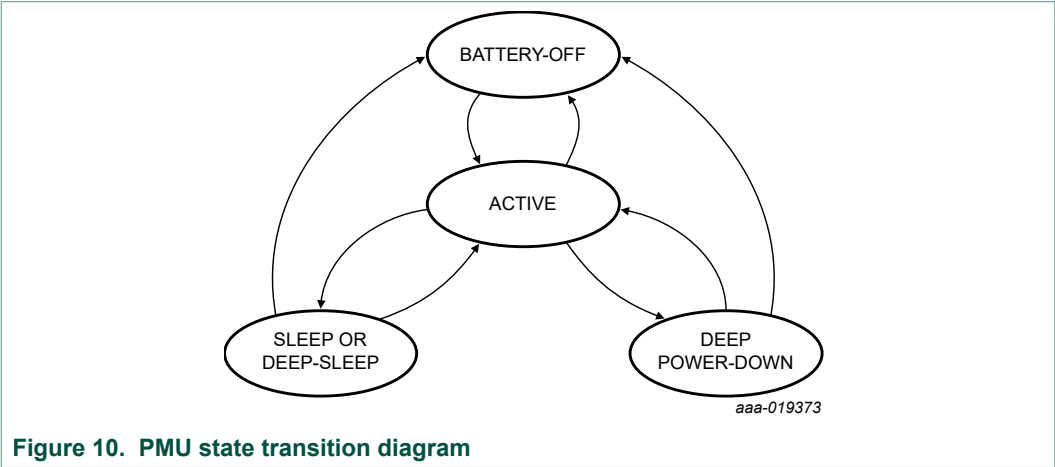 BATTERY-OFF
ACTIVE
SLEEP OR
DEEP-SLEEP
DEEP
POWER-DOWN
aaa-019373
Figure 10. PMU state transition diagram